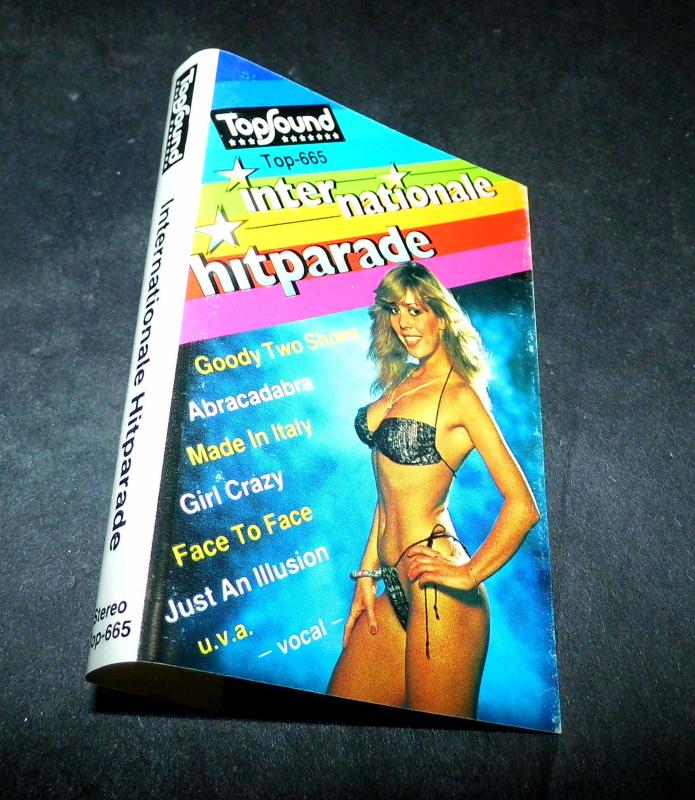 TopSound
Top-665
inter nationale
hitparade
Goody Two Shoes
Abracadabra
Made In Italy
Girl Crazy
Face To Face
Just An Illusion
u.v.a.
– vocal –
TopSound
Internationale Hitparade
Stereo
Top-665